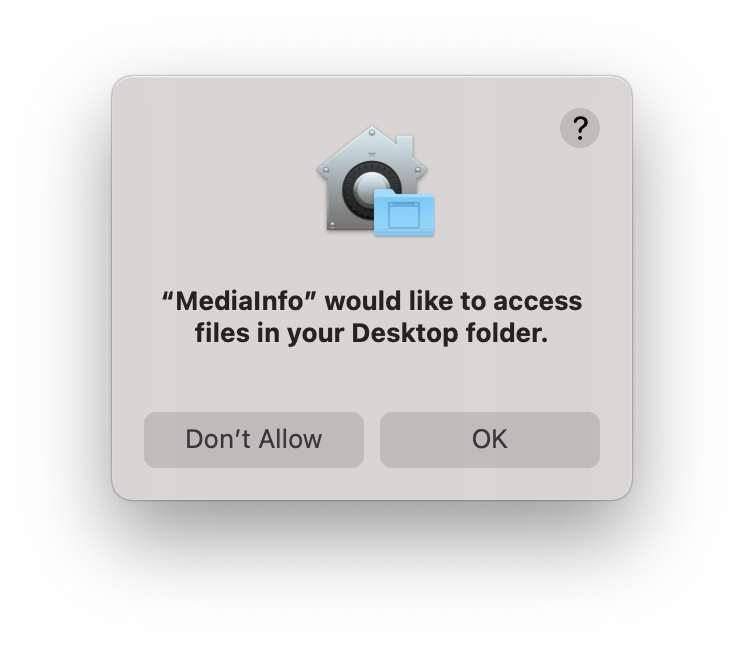 ?
“MediaInfo” would like to access
files in your Desktop folder.
Don’t Allow
OK